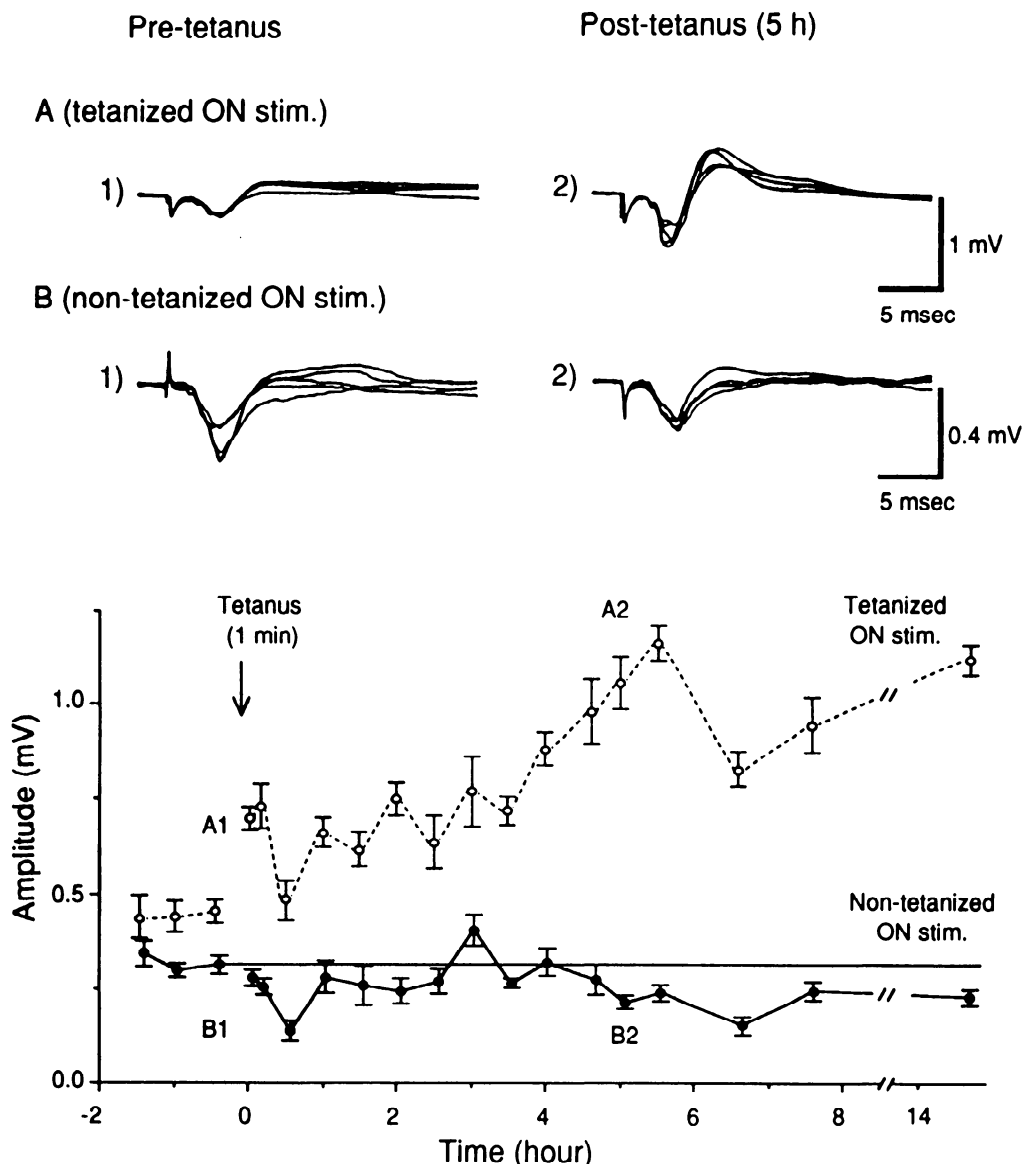 Pre-tetanus
Post-tetanus (5 h)
A (tetanized ON stim.)
1)
2)
1 mV
5 msec
B (non-tetanized ON stim.)
1)
2)
0.4 mV
5 msec
Tetanus
(1 min)
A2
Tetanized
ON stim.
1.0
A1
0.5
Non-tetanized
ON stim.
B1
B2
0.0
Amplitude (mV)
-2
0
2
4
6
8
14
Time (hour)